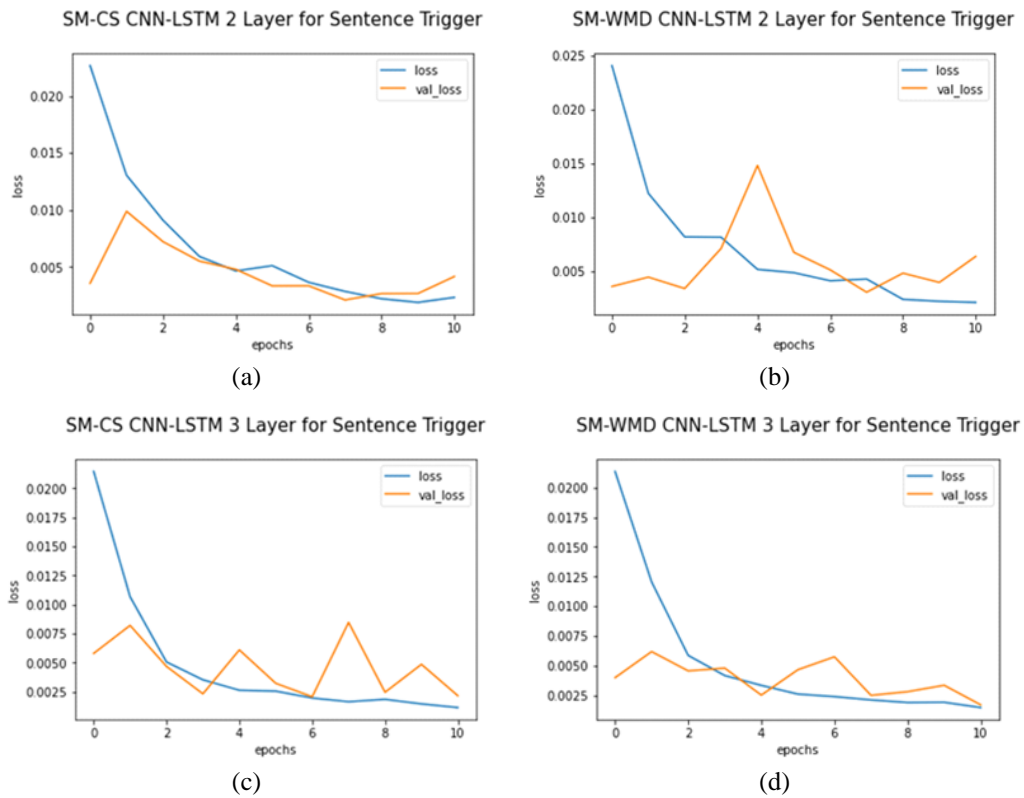 SM-CS CNN-LSTM 2 Layer for Sentence Trigger
loss
val_loss
0.020
0.015
0.010
0.005
loss
0 2 4 6 8 10
epochs
(a)
SM-WMD CNN-LSTM 2 Layer for Sentence Trigger
loss
val_loss
0.025
0.020
0.015
0.010
0.005
loss
0 2 4 6 8 10
epochs
(b)
SM-CS CNN-LSTM 3 Layer for Sentence Trigger
loss
val_loss
0.0200
0.0175
0.0150
0.0125
0.0100
0.0075
0.0050
0.0025
loss
0 2 4 6 8 10
epochs
(c)
SM-WMD CNN-LSTM 3 Layer for Sentence Trigger
loss
val_loss
0.0200
0.0175
0.0150
0.0125
0.0100
0.0075
0.0050
0.0025
loss
0 2 4 6 8 10
epochs
(d)